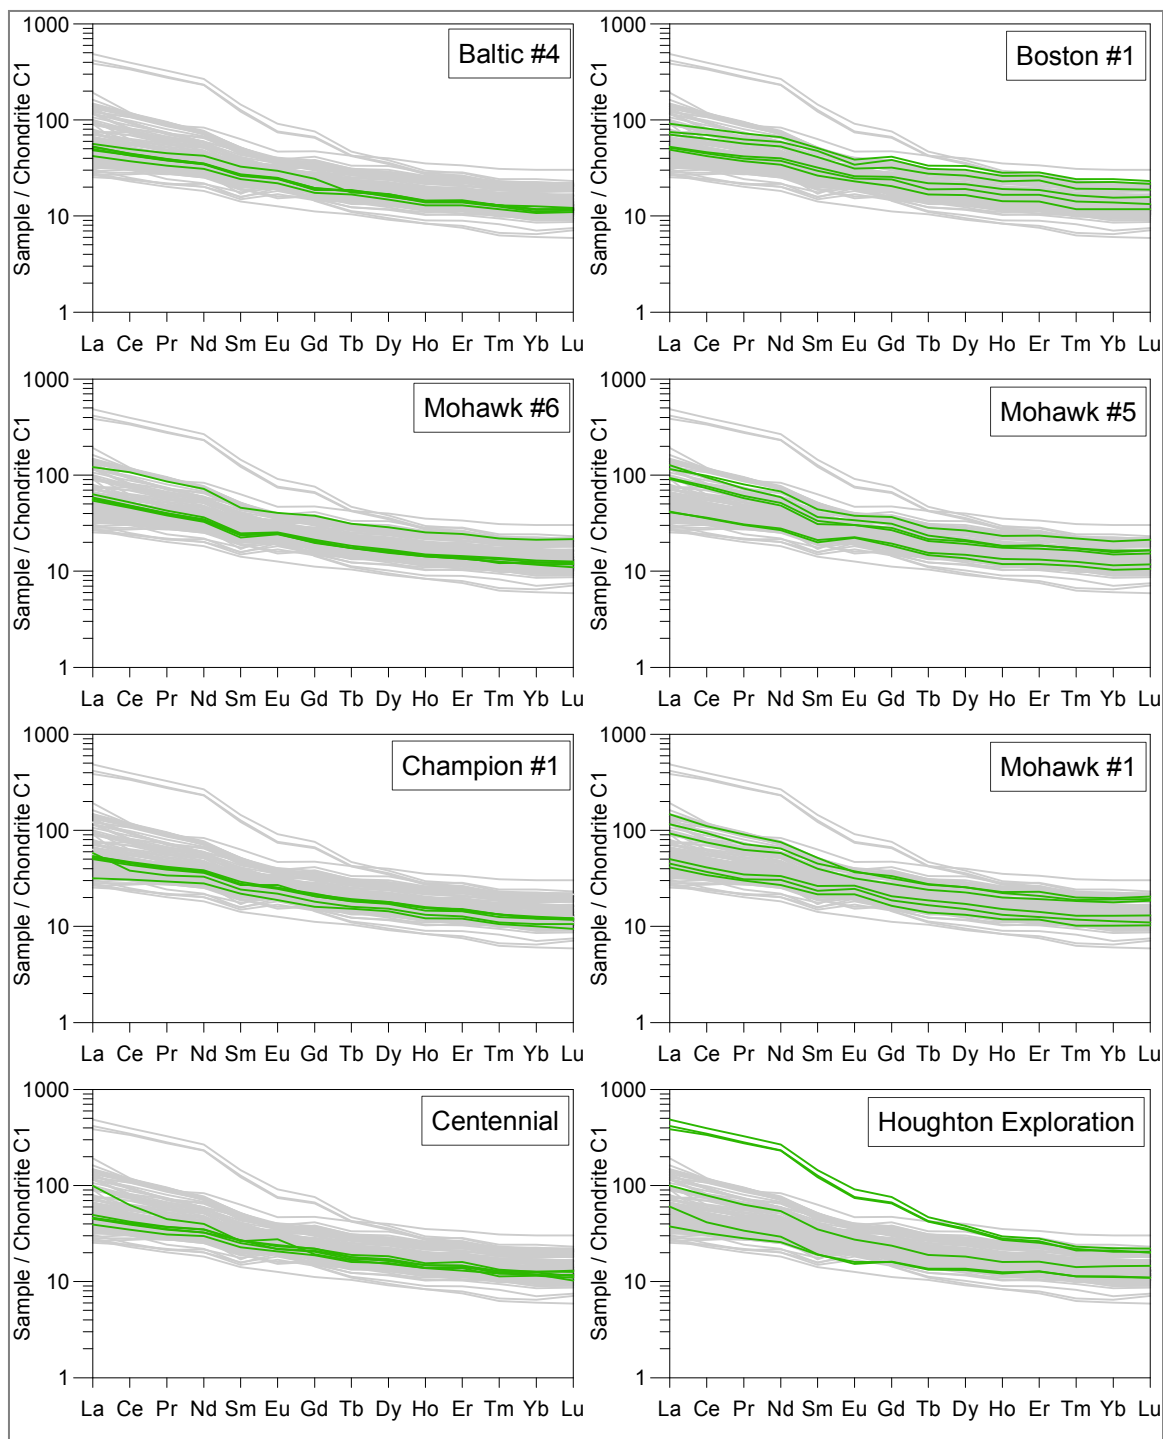 Baltic #4
Sample / Chondrite C1
1000
100
10
1
La Ce Pr Nd Sm Eu Gd Tb Dy Ho Er Tm Yb Lu
Boston #1
Sample / Chondrite C1
1000
100
10
1
La Ce Pr Nd Sm Eu Gd Tb Dy Ho Er Tm Yb Lu
Mohawk #6
Sample / Chondrite C1
1000
100
10
1
La Ce Pr Nd Sm Eu Gd Tb Dy Ho Er Tm Yb Lu
Mohawk #5
Sample / Chondrite C1
1000
100
10
1
La Ce Pr Nd Sm Eu Gd Tb Dy Ho Er Tm Yb Lu
Champion #1
Sample / Chondrite C1
1000
100
10
1
La Ce Pr Nd Sm Eu Gd Tb Dy Ho Er Tm Yb Lu
Mohawk #1
Sample / Chondrite C1
1000
100
10
1
La Ce Pr Nd Sm Eu Gd Tb Dy Ho Er Tm Yb Lu
Centennial
Sample / Chondrite C1
1000
100
10
1
La Ce Pr Nd Sm Eu Gd Tb Dy Ho Er Tm Yb Lu
Houghton Exploration
Sample / Chondrite C1
1000
100
10
1
La Ce Pr Nd Sm Eu Gd Tb Dy Ho Er Tm Yb Lu